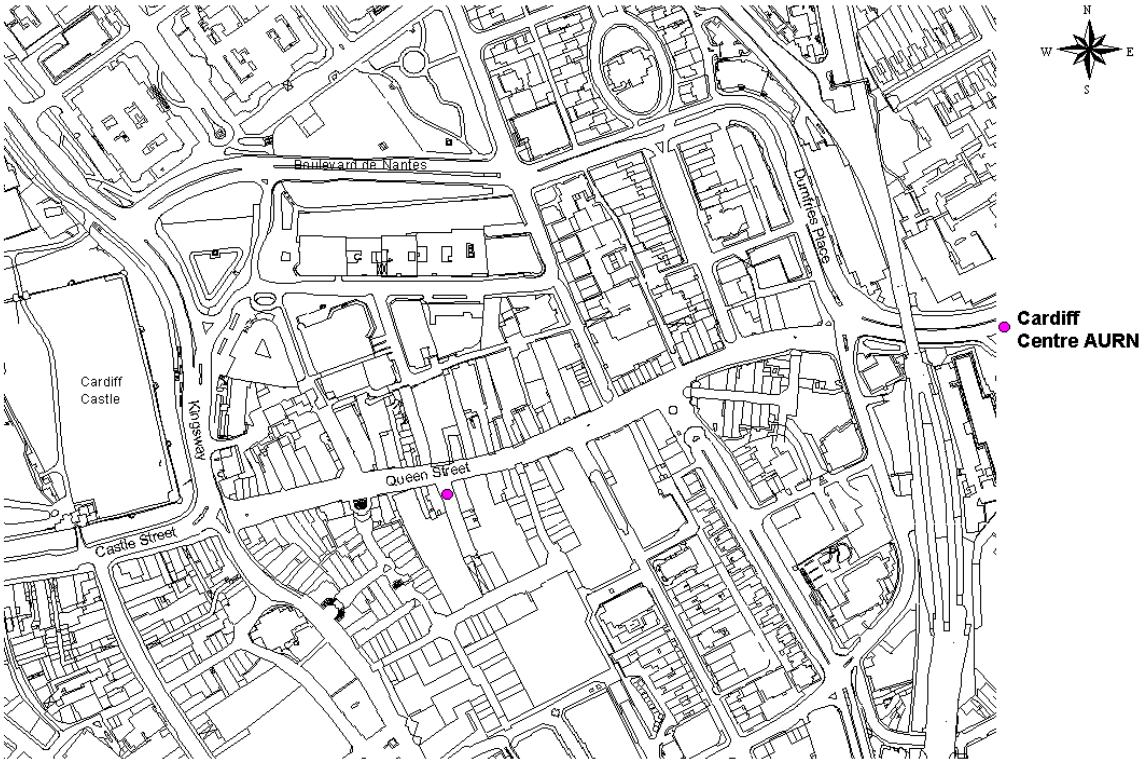 N
W E
S
Boulevard de Nantes
Dumfries Place
Cardiff
Centre AURN
Cardiff
Castle
Kingsway
Queen Street
Castle Street